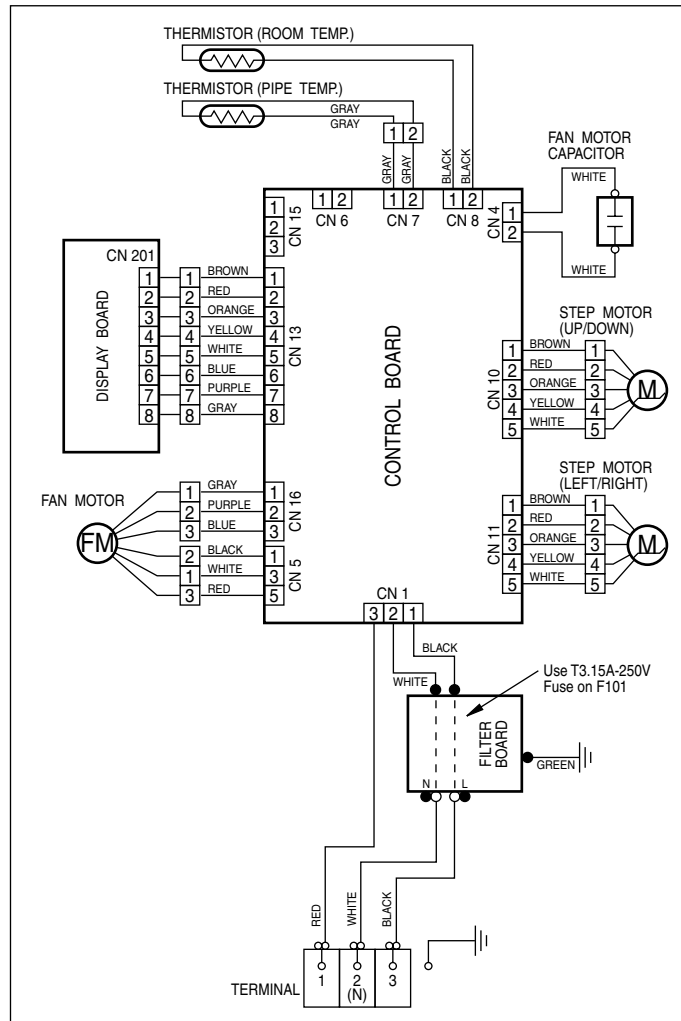 THERMISTOR (ROOM TEMP.)
THERMISTOR (PIPE TEMP.)
GRAY
GRAY
1 2
GRAY
GRAY
BLACK
BLACK
FAN MOTOR
CAPACITOR
WHITE
WHITE
1 2
CN 6
1 2
CN 7
1 2
CN 8
1
2
CN 4
1
2
3
CN 15
CONTROL BOARD
DISPLAY BOARD
CN 201
1 1 BROWN 1
2 2 RED 2
3 3 ORANGE 3
4 4 YELLOW 4
5 5 WHITE 5
6 6 BLUE 6
7 7 PURPLE 7
8 8 GRAY 8
CN 13
STEP MOTOR
(UP/DOWN)
CN 10
1 BROWN 1
2 RED 2
3 ORANGE 3
4 YELLOW 4
5 WHITE 5
M
FAN MOTOR
FM
1 GRAY 1
2 PURPLE 2
3 BLUE 3
CN 16
2 BLACK 1
1 WHITE 3
3 RED 5
CN 5
STEP MOTOR
(LEFT/RIGHT)
CN 11
1 BROWN 1
2 RED 2
3 ORANGE 3
4 YELLOW 4
5 WHITE 5
M
CN 1
3 2 1
BLACK
WHITE
Use T3.15A-250V
Fuse on F101
FILTER
BOARD
GREEN
N L
RED
WHITE
BLACK
TERMINAL
1 2 3
(N)